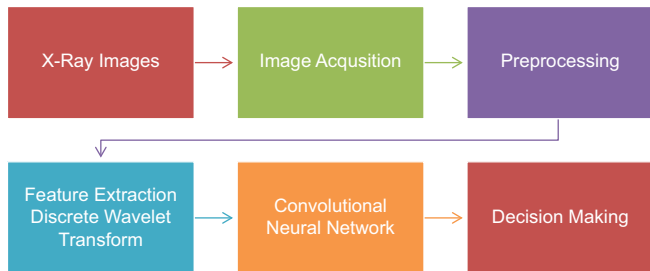 X-Ray Images
Image Acqusition
Preprocessing
Feature Extraction
Discrete Wavelet
Transform
Convolutional
Neural Network
Decision Making